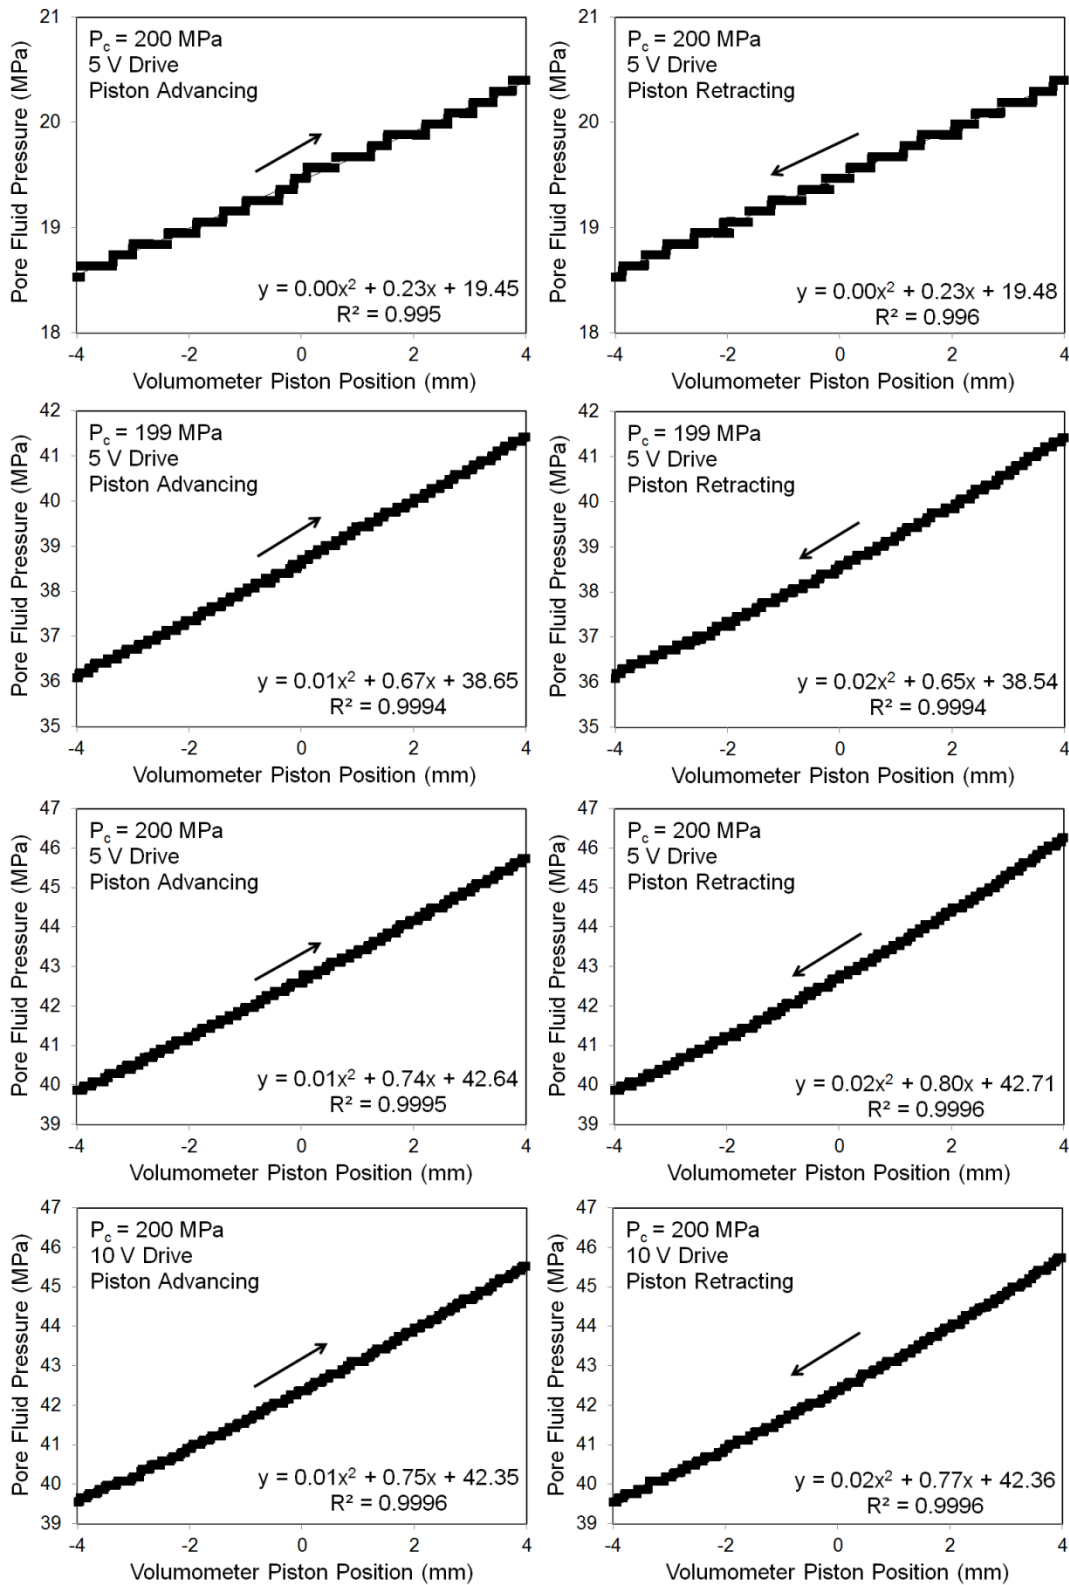 21
20
19
18
Pore Fluid Pressure (MPa)
P_c = 200 MPa
5 V Drive
Piston Advancing
y = 0.00x² + 0.23x + 19.45
R² = 0.995
-4 -2 0 2 4
Volumometer Piston Position (mm)
21
20
19
18
Pore Fluid Pressure (MPa)
P_c = 200 MPa
5 V Drive
Piston Retracting
y = 0.00x² + 0.23x + 19.48
R² = 0.996
-4 -2 0 2 4
Volumometer Piston Position (mm)
42
41
40
39
38
37
36
35
Pore Fluid Pressure (MPa)
P_c = 199 MPa
5 V Drive
Piston Advancing
y = 0.01x² + 0.67x + 38.65
R² = 0.9994
-4 -2 0 2 4
Volumometer Piston Position (mm)
42
41
40
39
38
37
36
35
Pore Fluid Pressure (MPa)
P_c = 199 MPa
5 V Drive
Piston Retracting
y = 0.02x² + 0.65x + 38.54
R² = 0.9994
-4 -2 0 2 4
Volumometer Piston Position (mm)
47
46
45
44
43
42
41
40
39
Pore Fluid Pressure (MPa)
P_c = 200 MPa
5 V Drive
Piston Advancing
y = 0.01x² + 0.74x + 42.64
R² = 0.9995
-4 -2 0 2 4
Volumometer Piston Position (mm)
47
46
45
44
43
42
41
40
39
Pore Fluid Pressure (MPa)
P_c = 200 MPa
5 V Drive
Piston Retracting
y = 0.02x² + 0.80x + 42.71
R² = 0.9996
-4 -2 0 2 4
Volumometer Piston Position (mm)
47
46
45
44
43
42
41
40
39
Pore Fluid Pressure (MPa)
P_c = 200 MPa
10 V Drive
Piston Advancing
y = 0.01x² + 0.75x + 42.35
R² = 0.9996
-4 -2 0 2 4
Volumometer Piston Position (mm)
47
46
45
44
43
42
41
40
39
Pore Fluid Pressure (MPa)
P_c = 200 MPa
10 V Drive
Piston Retracting
y = 0.02x² + 0.77x + 42.36
R² = 0.9996
-4 -2 0 2 4
Volumometer Piston Position (mm)